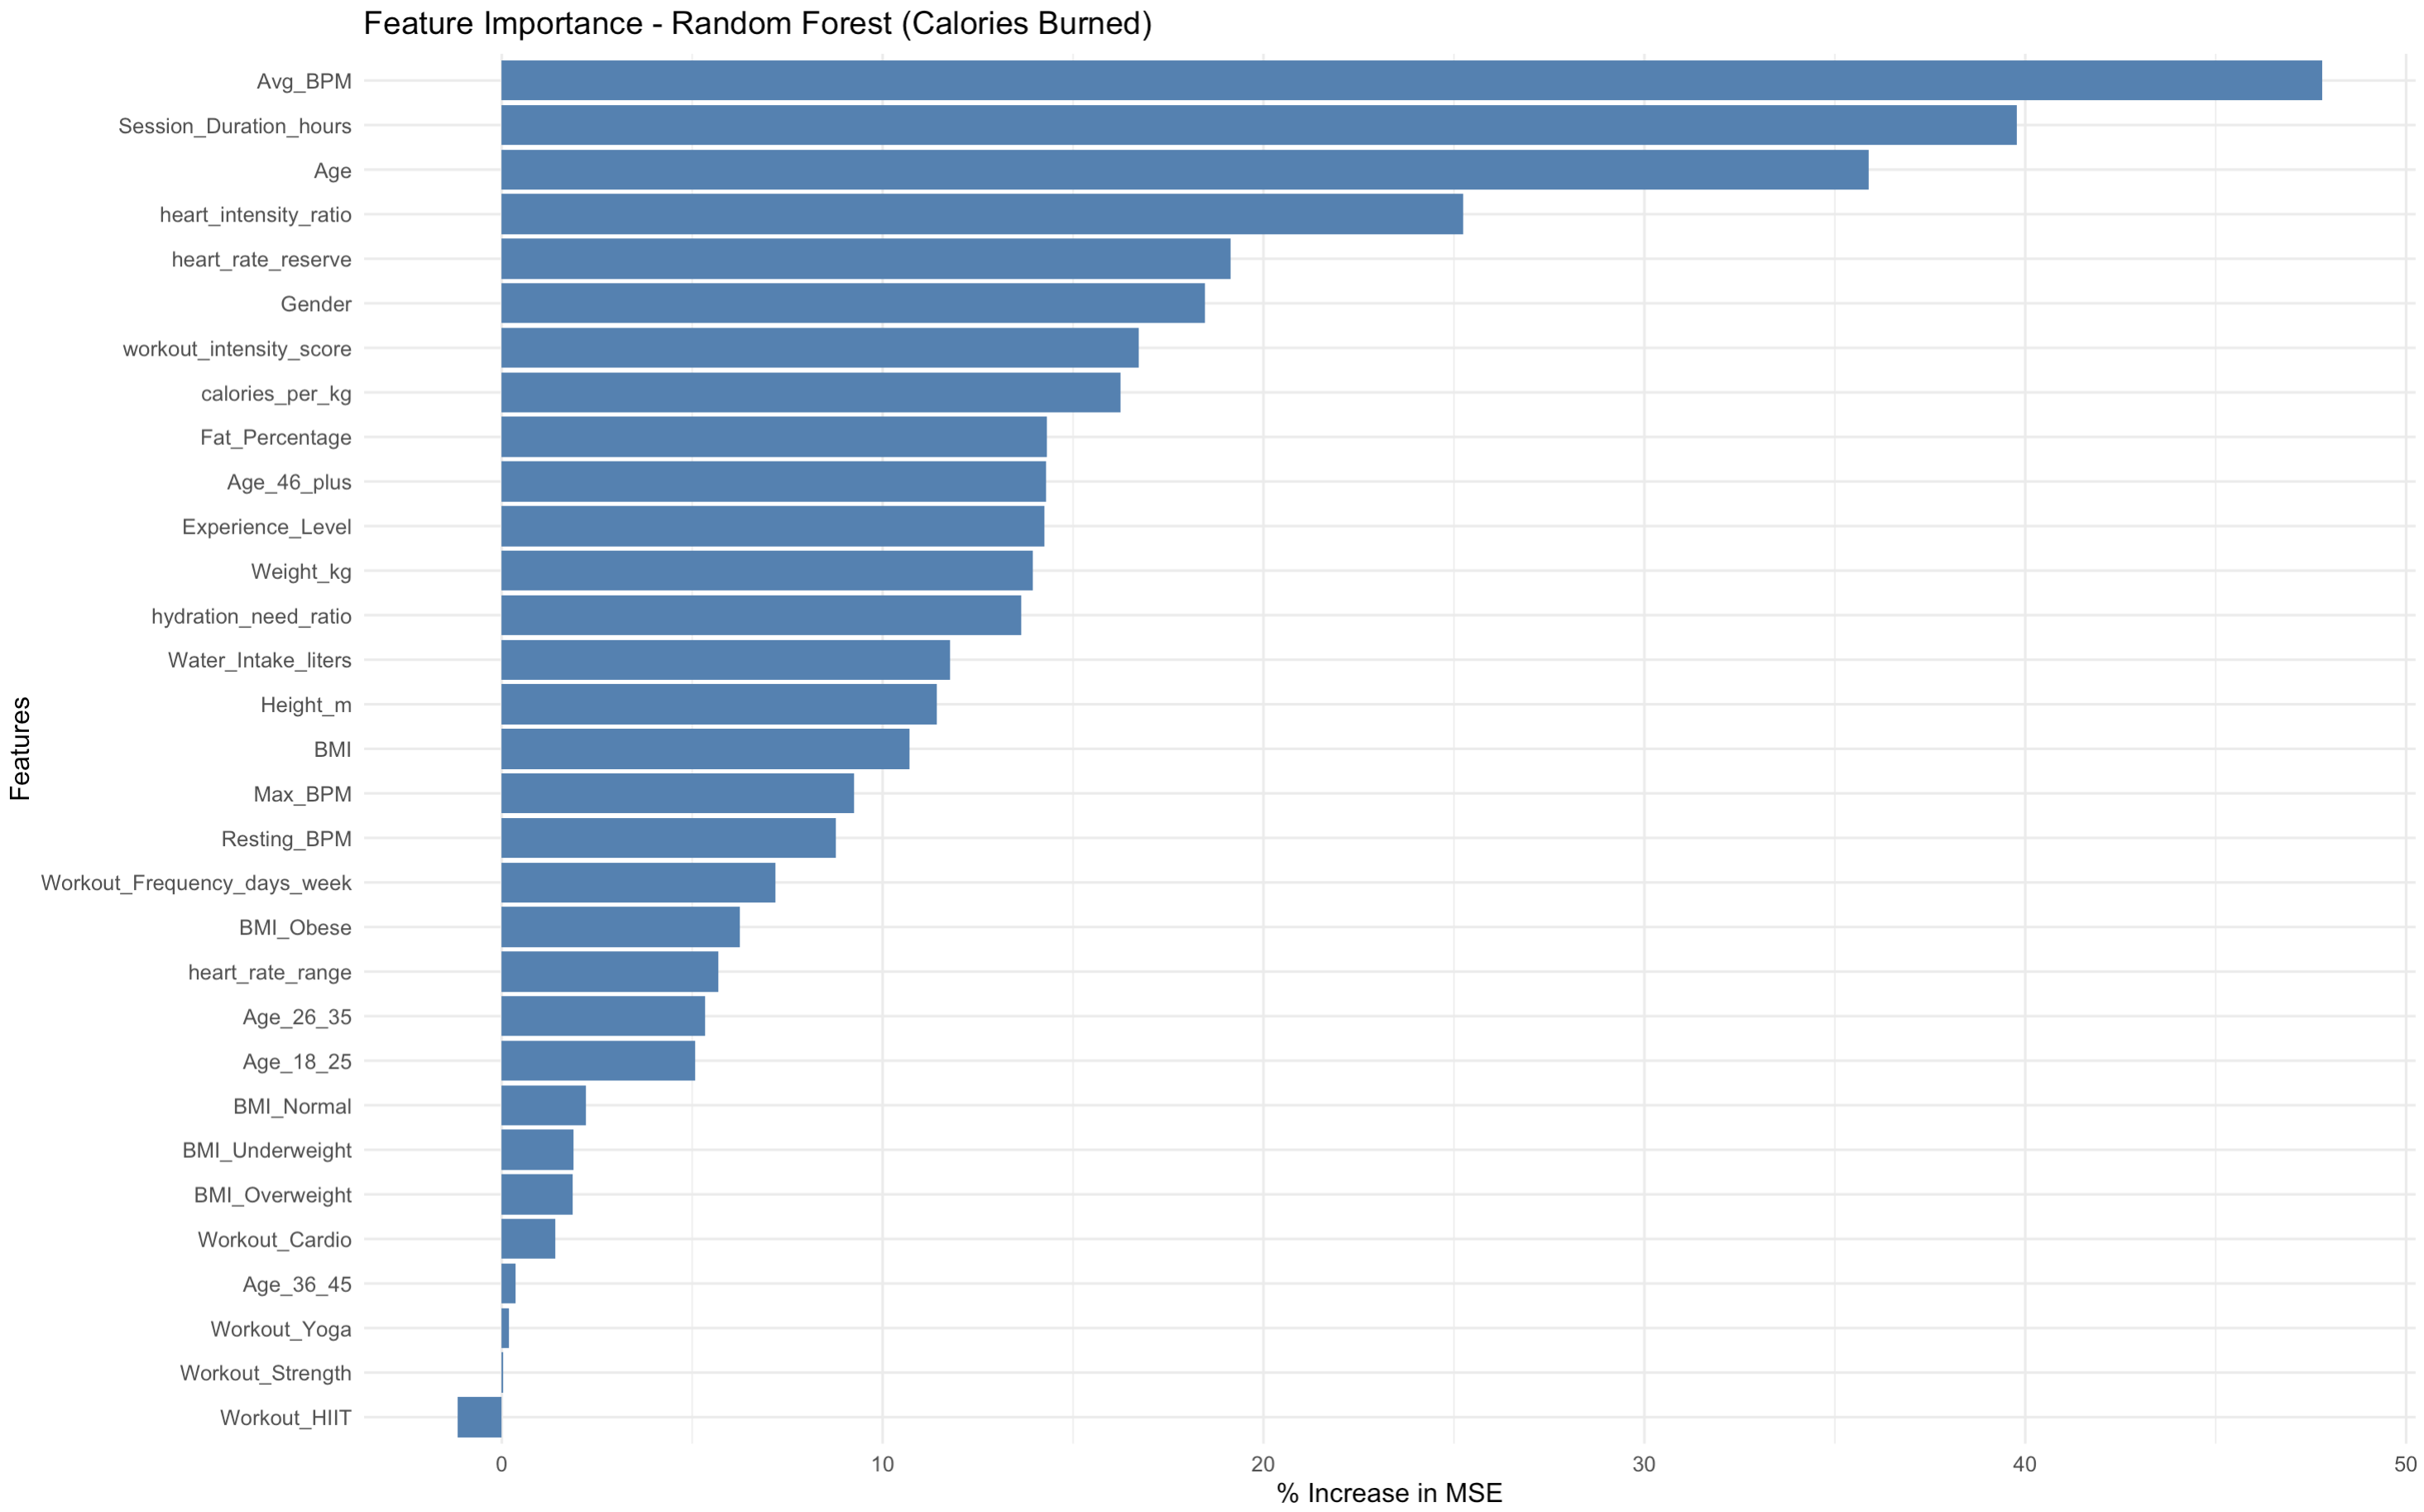 Feature Importance - Random Forest (Calories Burned)
Features
Avg_BPM
Session_Duration_hours
Age
heart_intensity_ratio
heart_rate_reserve
Gender
workout_intensity_score
calories_per_kg
Fat_Percentage
Age_46_plus
Experience_Level
Weight_kg
hydration_need_ratio
Water_Intake_liters
Height_m
BMI
Max_BPM
Resting_BPM
Workout_Frequency_days_week
BMI_Obese
heart_rate_range
Age_26_35
Age_18_25
BMI_Normal
BMI_Underweight
BMI_Overweight
Workout_Cardio
Age_36_45
Workout_Yoga
Workout_Strength
Workout_HIIT
0 10 20 30 40 50
% Increase in MSE